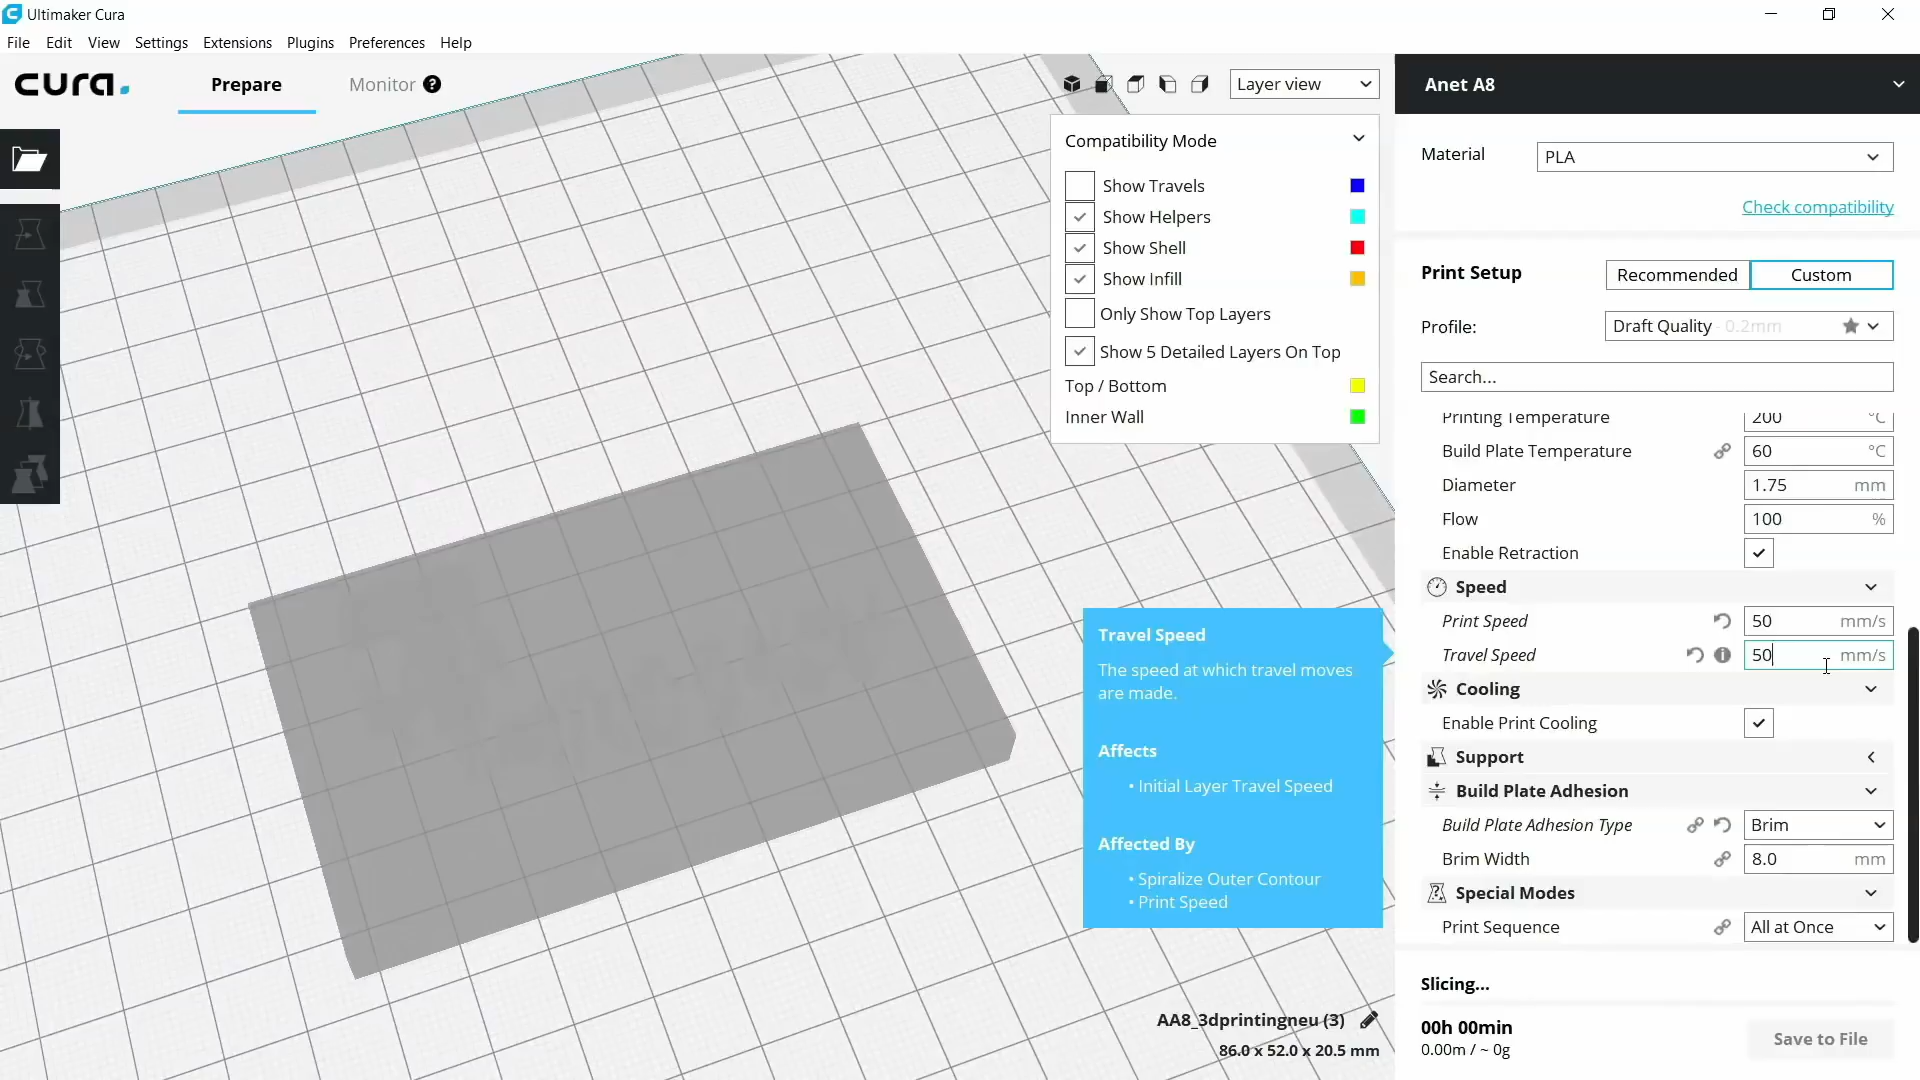 Ultimaker Cura
File Edit View Settings Extensions Plugins Preferences Help
cura. Prepare Monitor ? Layer view
Compatibility Mode
Show Travels
Show Helpers
Show Shell
Show Infill
Only Show Top Layers
Show 5 Detailed Layers On Top
Top / Bottom
Inner Wall
Travel Speed
The speed at which travel moves
are made.
Affects
• Initial Layer Travel Speed
Affected By
• Spiralize Outer Contour
• Print Speed
AA8_3dprintingneu (3)
86.0 x 52.0 x 20.5 mm
Anet A8
Material PLA
Check compatibility
Print Setup Recommended Custom
Profile: Draft Quality - 0.2mm
Search...
Printing Temperature 200 °C
Build Plate Temperature 60 °C
Diameter 1.75 mm
Flow 100 %
Enable Retraction
Speed
Print Speed 50 mm/s
Travel Speed 50 mm/s
Cooling
Enable Print Cooling
Support
Build Plate Adhesion
Build Plate Adhesion Type Brim
Brim Width 8.0 mm
Special Modes
Print Sequence All at Once
Slicing...
00h 00min
0.00m / ~ 0g
Save to File